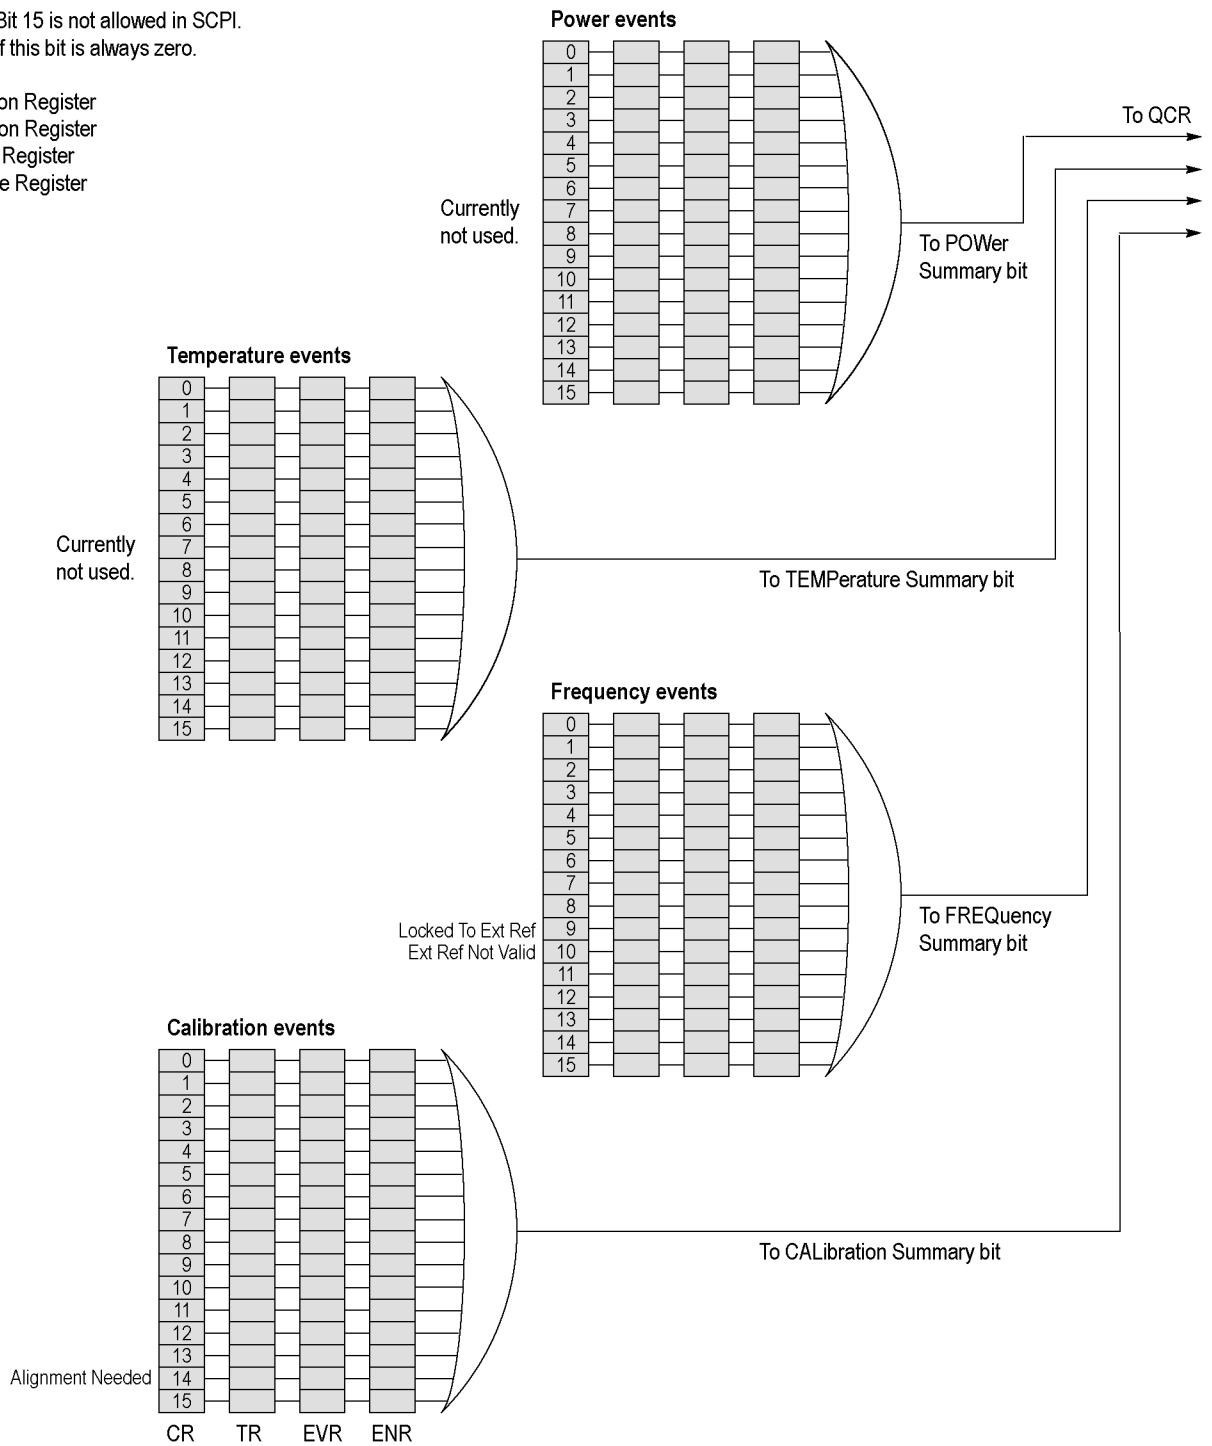 Bit 15 is not allowed in SCPI.
f this bit is always zero.
on Register
on Register
Register
e Register
Power events
0
1
2
3
4
5
6
7
8
9
10
11
12
13
14
15
Currently
not used.
To QCR
To POWer
Summary bit
Temperature events
0
1
2
3
4
5
6
7
8
9
10
11
12
13
14
15
Currently
not used.
To TEMPerature Summary bit
Frequency events
0
1
2
3
4
5
6
7
8
9
10
11
12
13
14
15
Locked To Ext Ref
Ext Ref Not Valid
To FREQuency
Summary bit
Calibration events
0
1
2
3
4
5
6
7
8
9
10
11
12
13
14
15
Alignment Needed
To CALibration Summary bit
CR TR EVR ENR